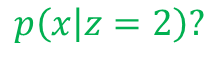 p(x|z = 2)?